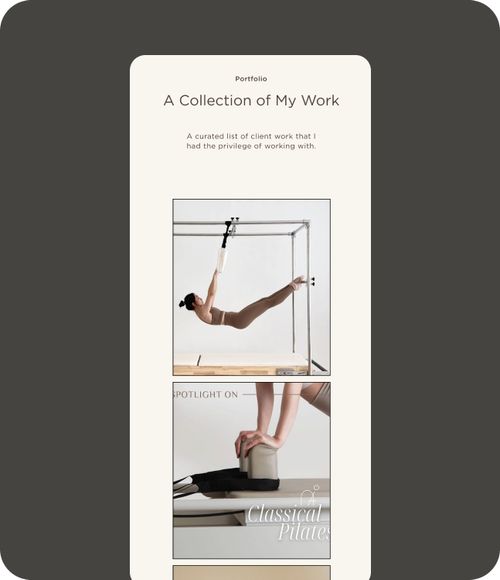 Portfolio
A Collection of My Work
A curated list of client work that I
had the privilege of working with.
SPOTLIGHT ON
Classical
Pilates